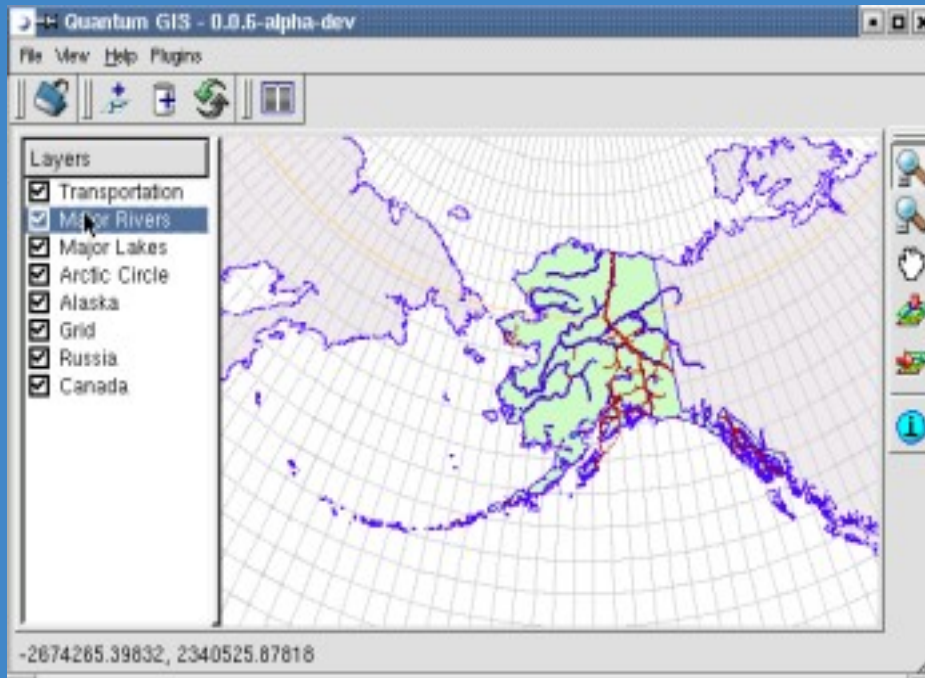 Quantum GIS - 0.0.6-alpha-dev
File View Help Plugins
Layers
Transportation
Major Rivers
Major Lakes
Arctic Circle
Alaska
Grid
Russia
Canada
-2674265.39832, 2340525.87818